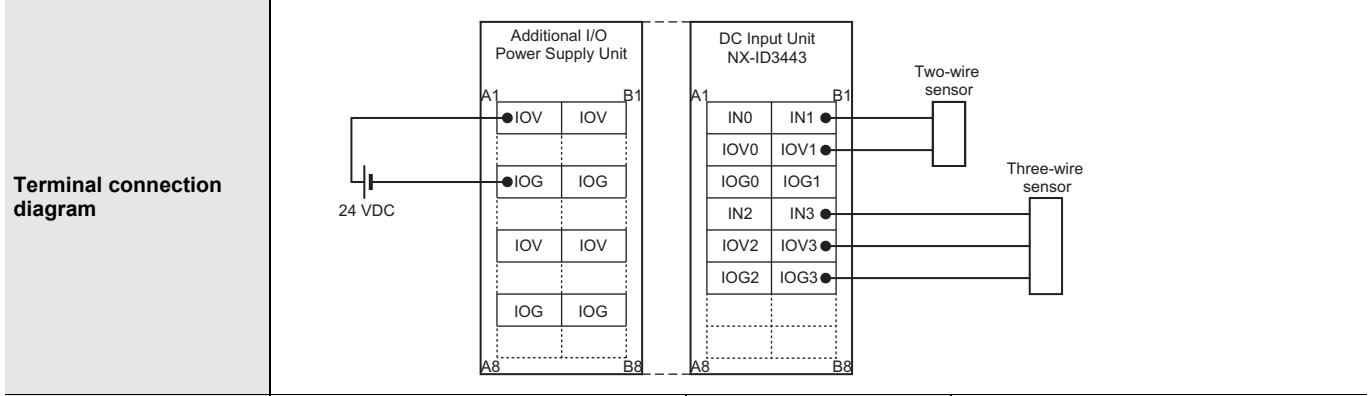 Terminal connection
diagram
Additional I/O
Power Supply Unit
A1 B1
IOV IOV
IOG IOG
IOV IOV
IOG IOG
A8 B8
24 VDC
DC Input Unit
NX-ID3443
A1 B1
IN0 IN1
IOV0 IOV1
IOG0 IOG1
IN2 IN3
IOV2 IOV3
IOG2 IOG3
A8 B8
Two-wire
sensor
Three-wire
sensor